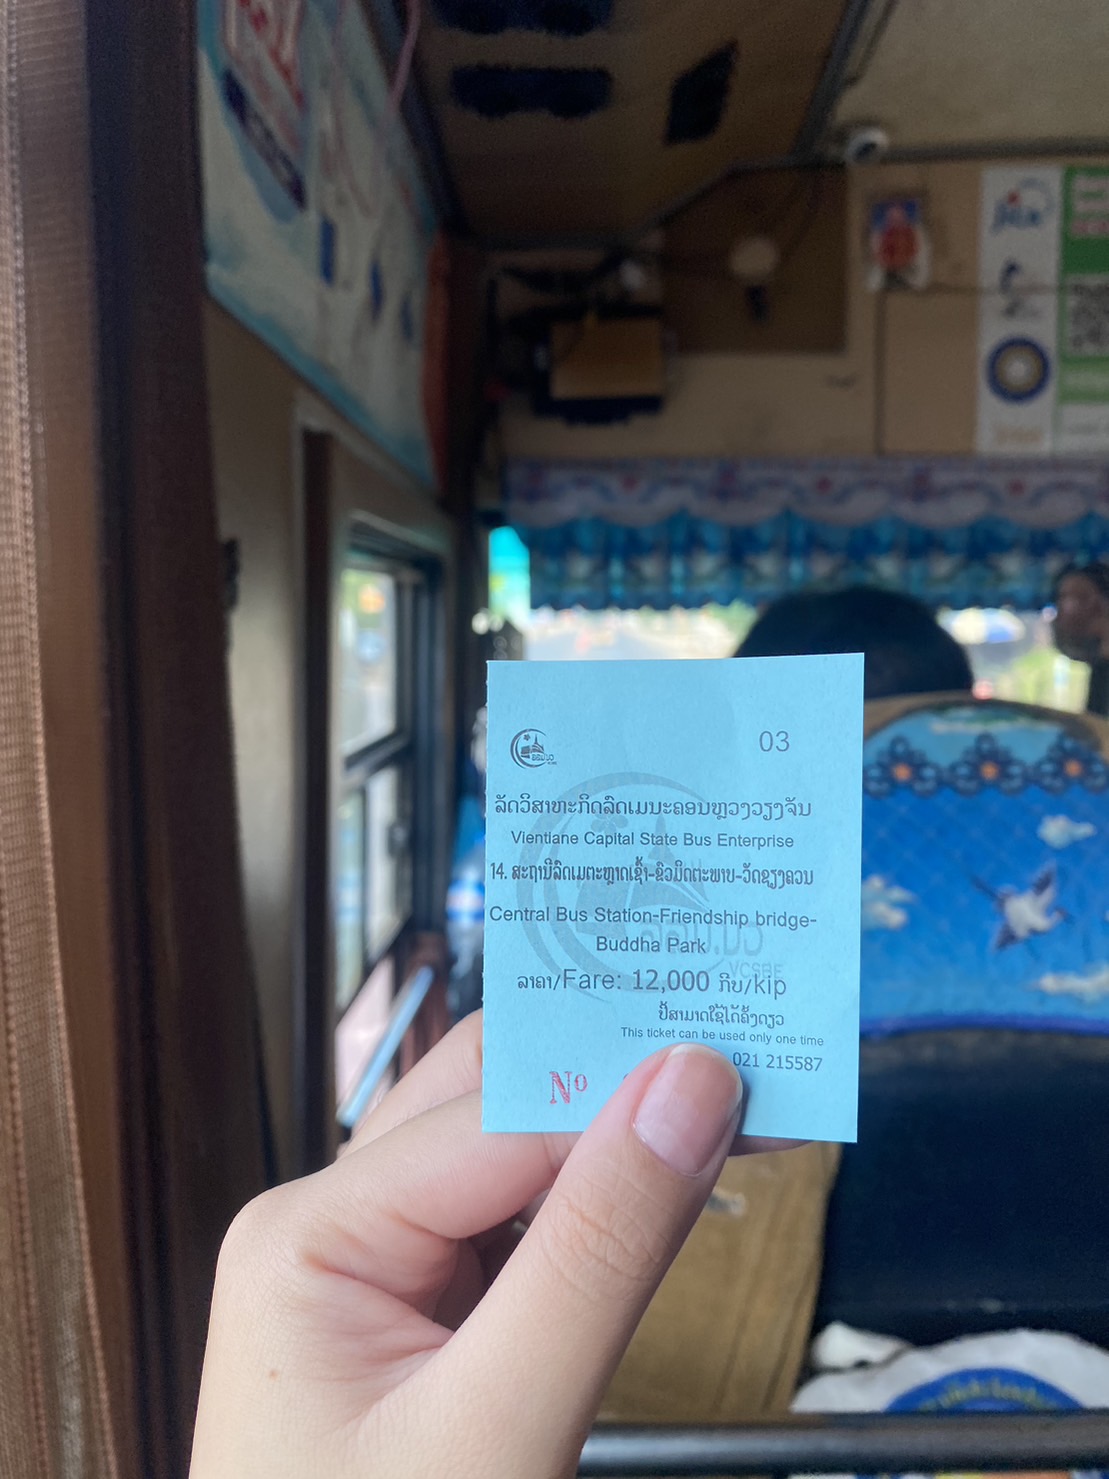 03
ລັດວິສາຫະກິດລົດເມນະຄອນຫຼວງວຽງຈັນ
Vientiane Capital State Bus Enterprise
14. ສະຖານີລົດເມຕະຫຼາດເຊົ້າ-ຂົວມິດຕະພາບ-ວັດຊຽງຄວນ
Central Bus Station-Friendship bridge-
Buddha Park
ລາຄາ/Fare: 12,000 ກີບ/kip
ປີ້ສາມາດໃຊ້ໄດ້ຄັ້ງດຽວ
This ticket can be used only one time
021 215587
Nº